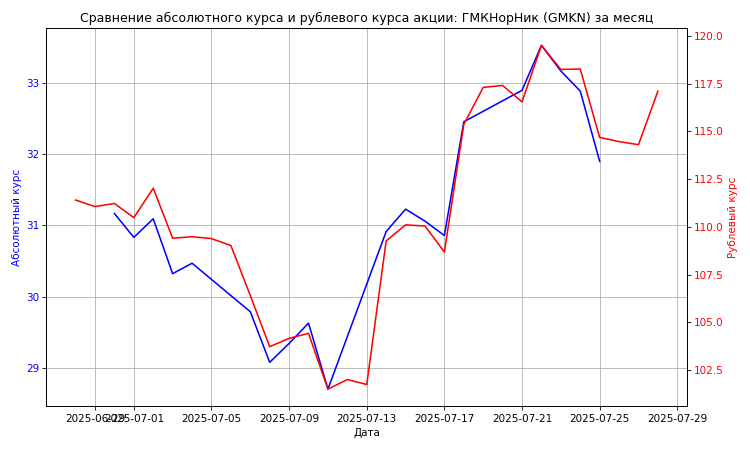 Сравнение абсолютного курса и рублевого курса акции: ГМКНорНик (GMKN) за месяц
Абсолютный курс
33
32
31
30
29
120.0
117.5
115.0
112.5
110.0
107.5
105.0
102.5
Рублевый курс
2025-06-29 2025-07-01 2025-07-05 2025-07-09 2025-07-13 2025-07-17 2025-07-21 2025-07-25 2025-07-29
Дата